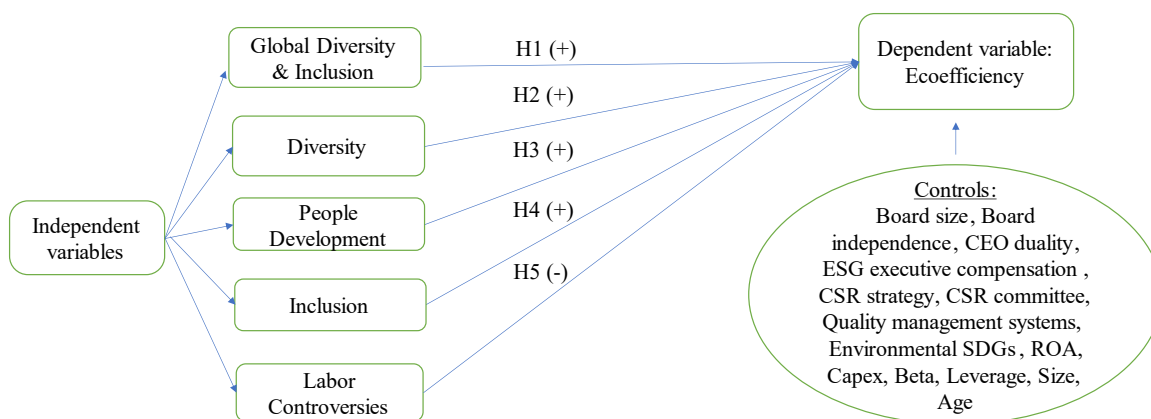 Global Diversity
& Inclusion
H1 (+)
Dependent variable:
Ecoefficiency
H2 (+)
Diversity
H3 (+)
People
Development
Independent
variables
H4 (+)
Inclusion
H5 (-)
Labor
Controversies
Controls:
Board size, Board
independence, CEO duality,
ESG executive compensation ,
CSR strategy, CSR committee,
Quality management systems,
Environmental SDGs , ROA,
Capex, Beta, Leverage, Size,
Age